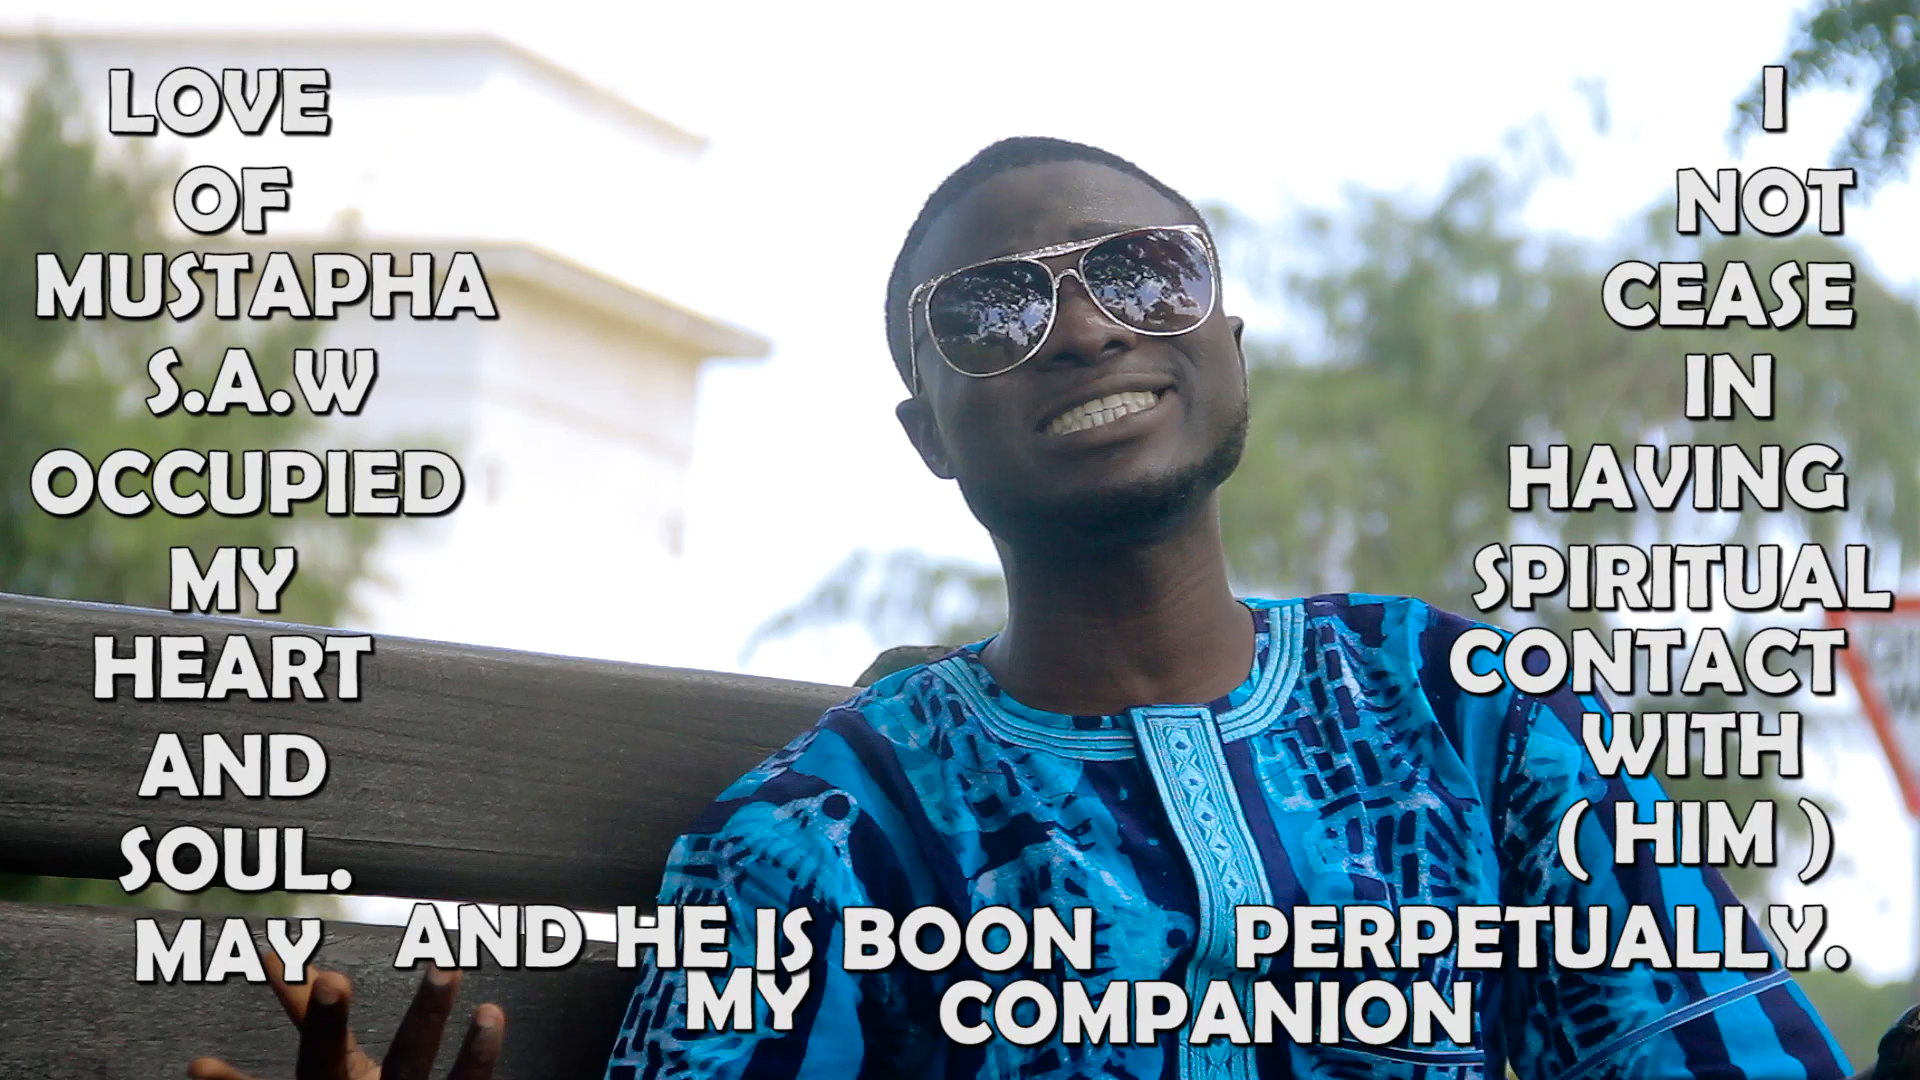 LOVE
OF
MUSTAPHA
S.A.W
OCCUPIED
MY
HEART
AND
SOUL.
MAY
I
NOT
CEASE
IN
HAVING
SPIRITUAL
CONTACT
WITH
( HIM )
PERPETUALLY.
AND HE IS BOON
MY COMPANION